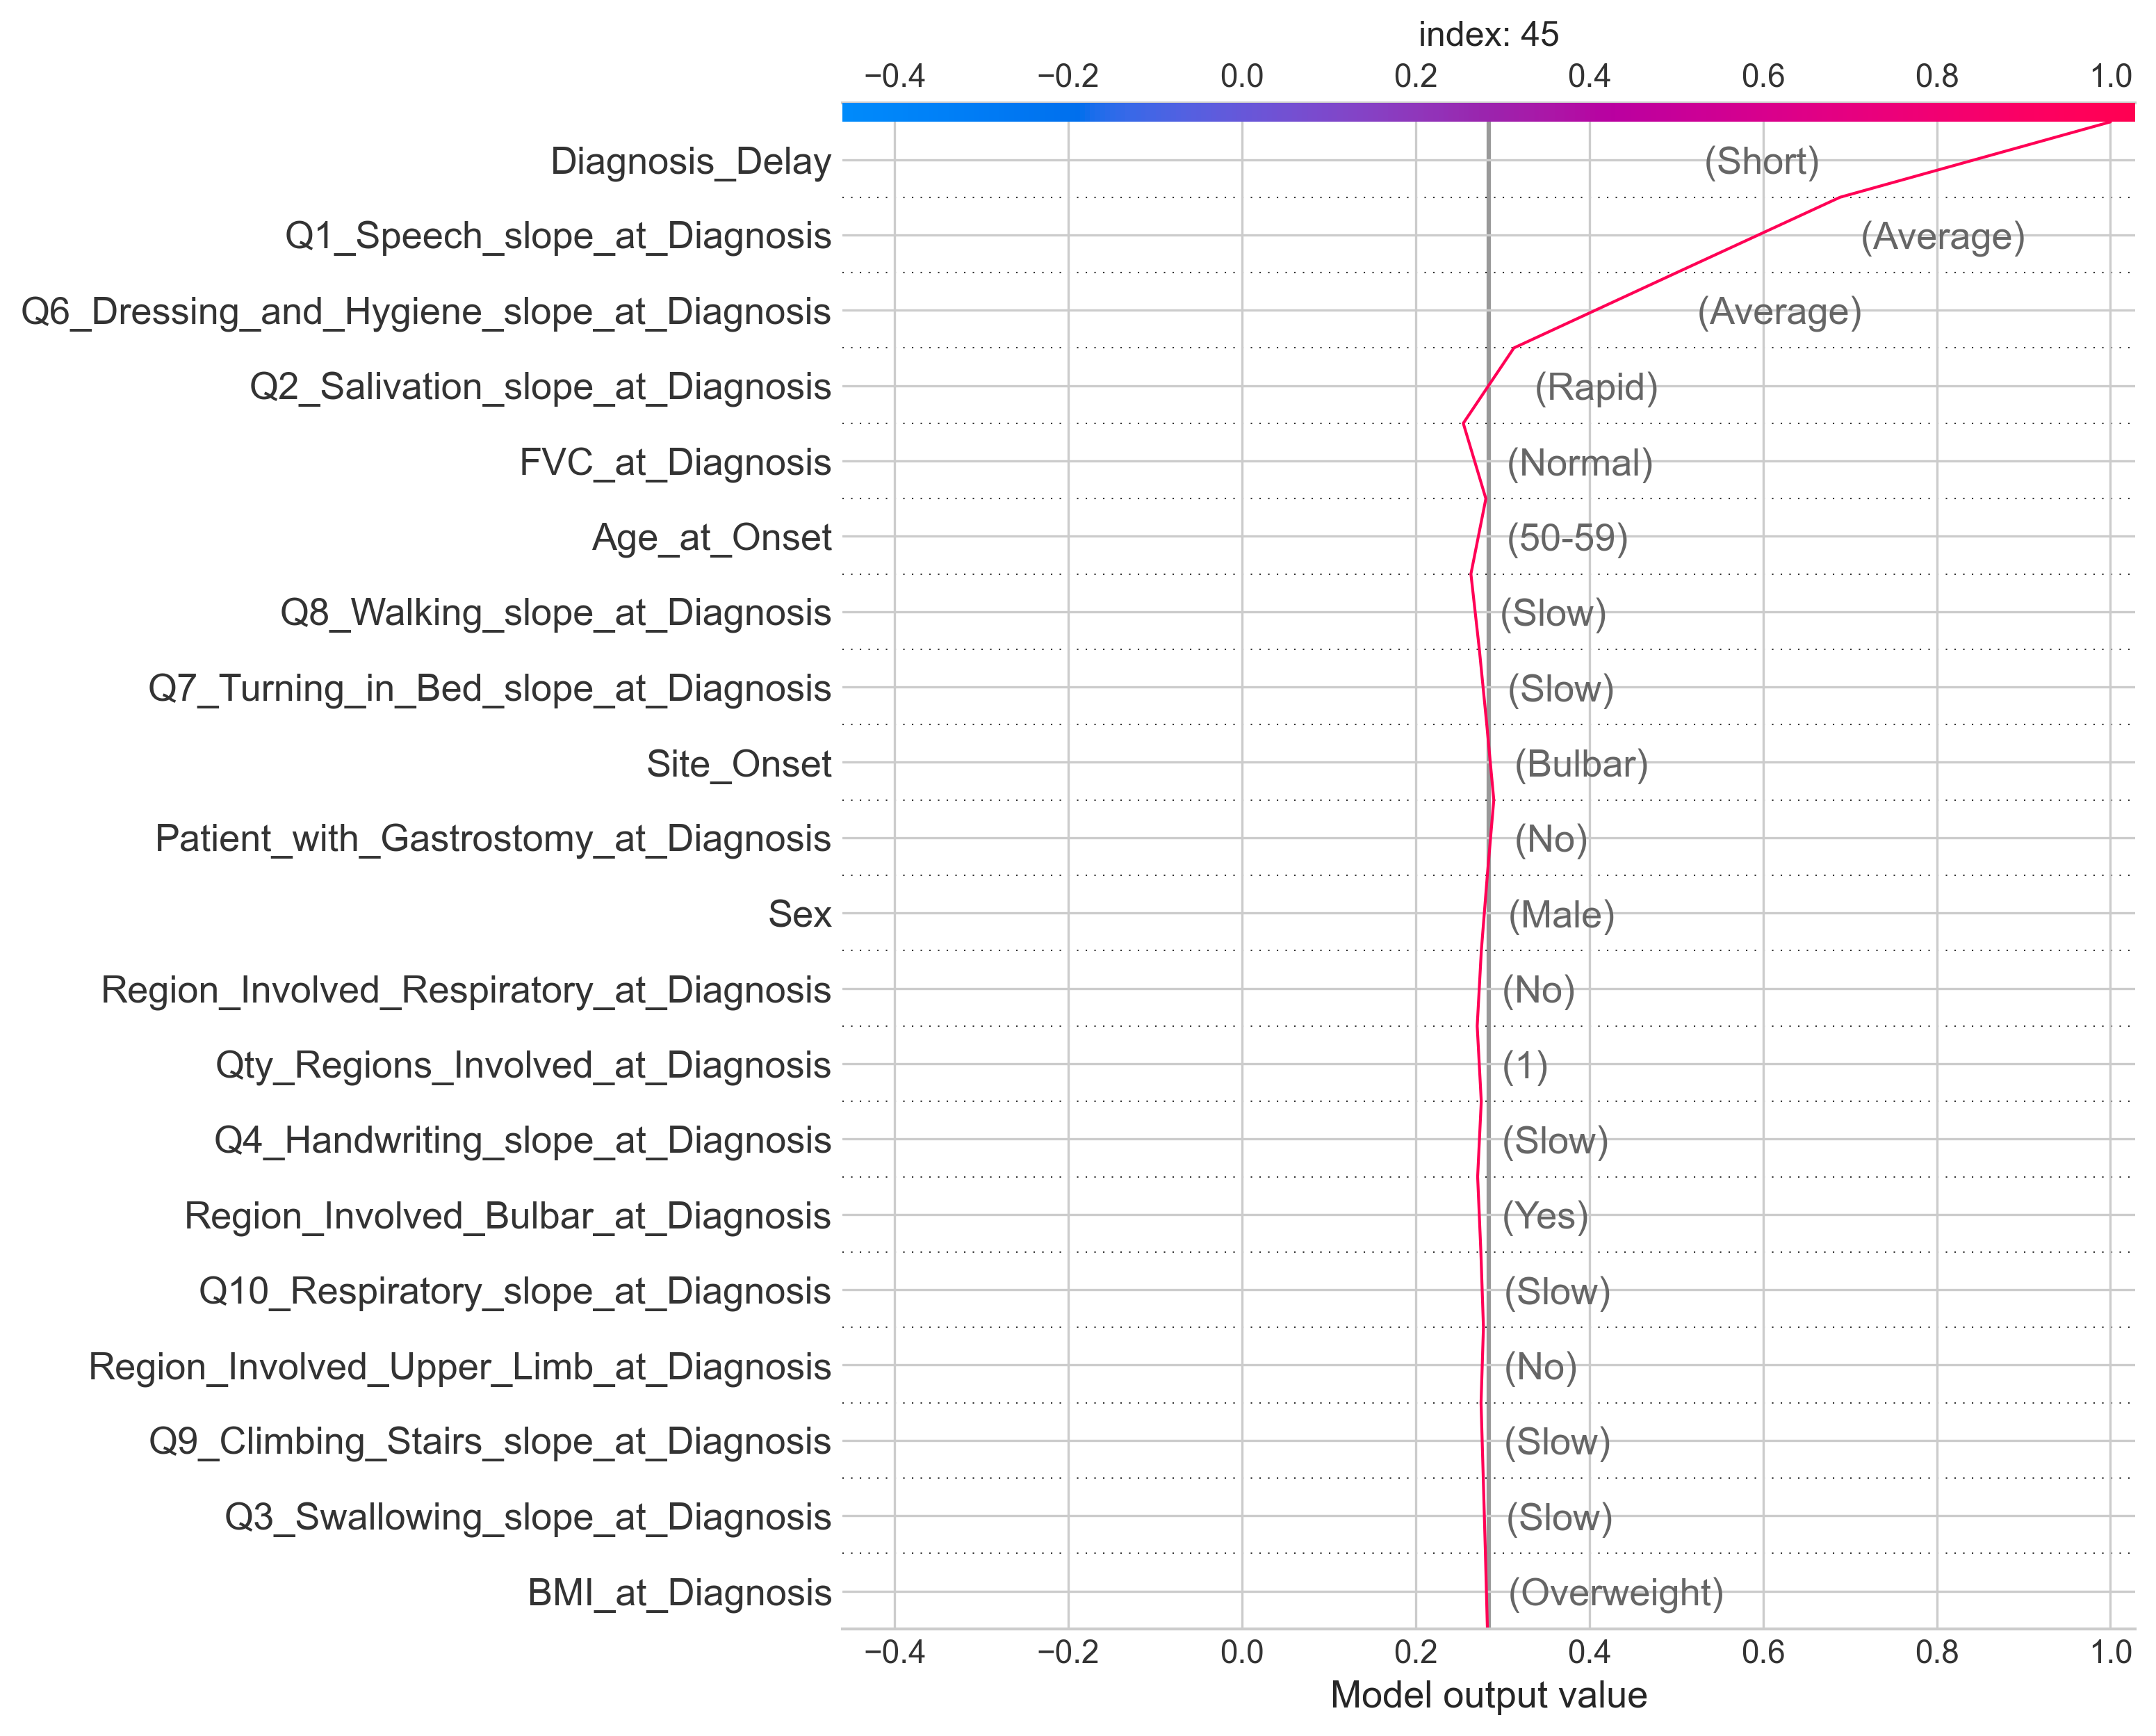 index: 45
−0.4 −0.2 0.0 0.2 0.4 0.6 0.8 1.0
Diagnosis_Delay (Short)
Q1_Speech_slope_at_Diagnosis (Average)
Q6_Dressing_and_Hygiene_slope_at_Diagnosis (Average)
Q2_Salivation_slope_at_Diagnosis (Rapid)
FVC_at_Diagnosis (Normal)
Age_at_Onset (50-59)
Q8_Walking_slope_at_Diagnosis (Slow)
Q7_Turning_in_Bed_slope_at_Diagnosis (Slow)
Site_Onset (Bulbar)
Patient_with_Gastrostomy_at_Diagnosis (No)
Sex (Male)
Region_Involved_Respiratory_at_Diagnosis (No)
Qty_Regions_Involved_at_Diagnosis (1)
Q4_Handwriting_slope_at_Diagnosis (Slow)
Region_Involved_Bulbar_at_Diagnosis (Yes)
Q10_Respiratory_slope_at_Diagnosis (Slow)
Region_Involved_Upper_Limb_at_Diagnosis (No)
Q9_Climbing_Stairs_slope_at_Diagnosis (Slow)
Q3_Swallowing_slope_at_Diagnosis (Slow)
BMI_at_Diagnosis (Overweight)
−0.4 −0.2 0.0 0.2 0.4 0.6 0.8 1.0
Model output value